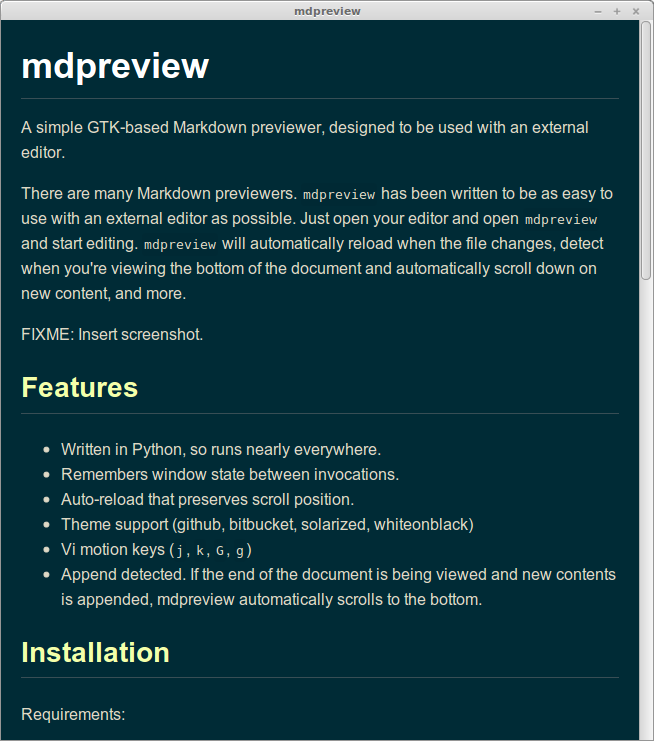 mdpreview
mdpreview
A simple GTK-based Markdown previewer, designed to be used with an external
editor.
There are many Markdown previewers. mdpreview has been written to be as easy to
use with an external editor as possible. Just open your editor and open mdpreview
and start editing. mdpreview will automatically reload when the file changes, detect
when you're viewing the bottom of the document and automatically scroll down on
new content, and more.
FIXME: Insert screenshot.
Features
• Written in Python, so runs nearly everywhere.
• Remembers window state between invocations.
• Auto-reload that preserves scroll position.
• Theme support (github, bitbucket, solarized, whiteonblack)
• Vi motion keys (j, k, G, g)
• Append detected. If the end of the document is being viewed and new contents
is appended, mdpreview automatically scrolls to the bottom.
Installation
Requirements: